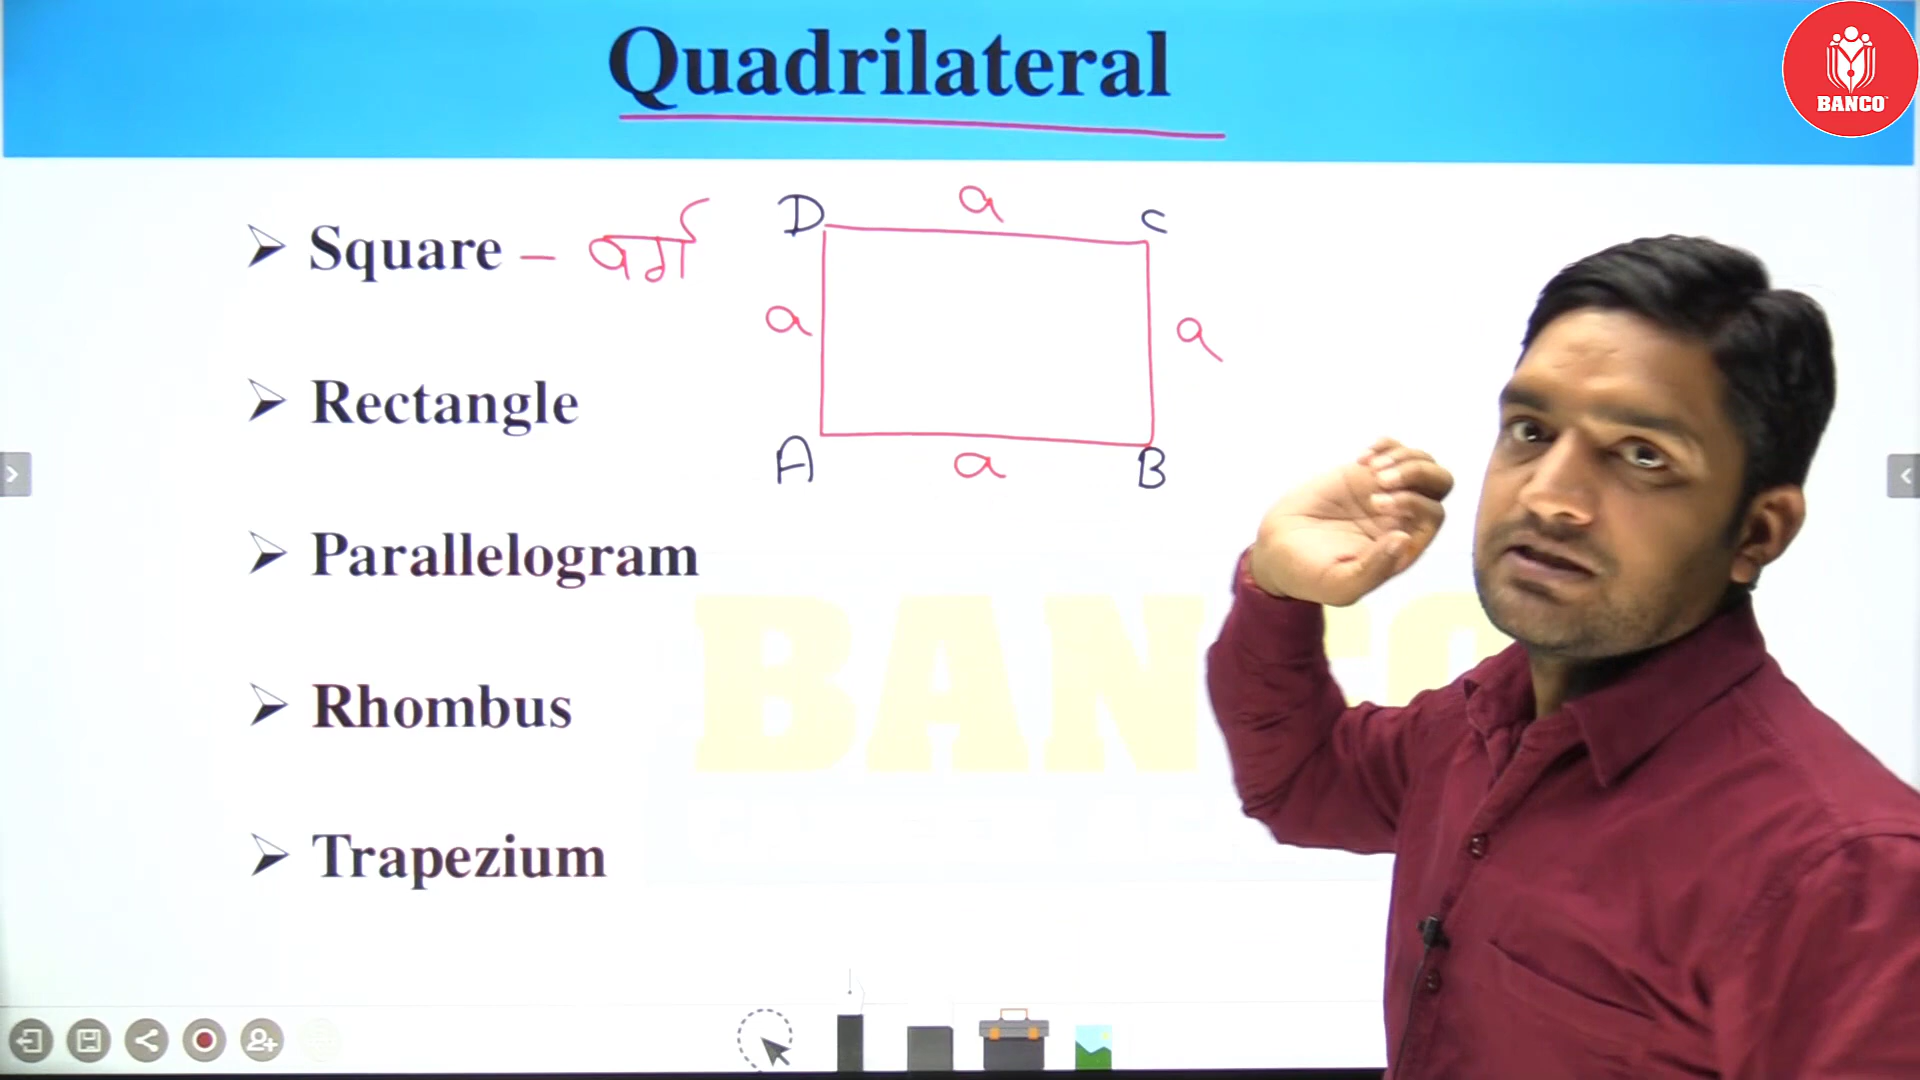 Quadrilateral
BANCO
Square – वर्ग
Rectangle
Parallelogram
Rhombus
Trapezium
D a C
a a
A a B
BANCO